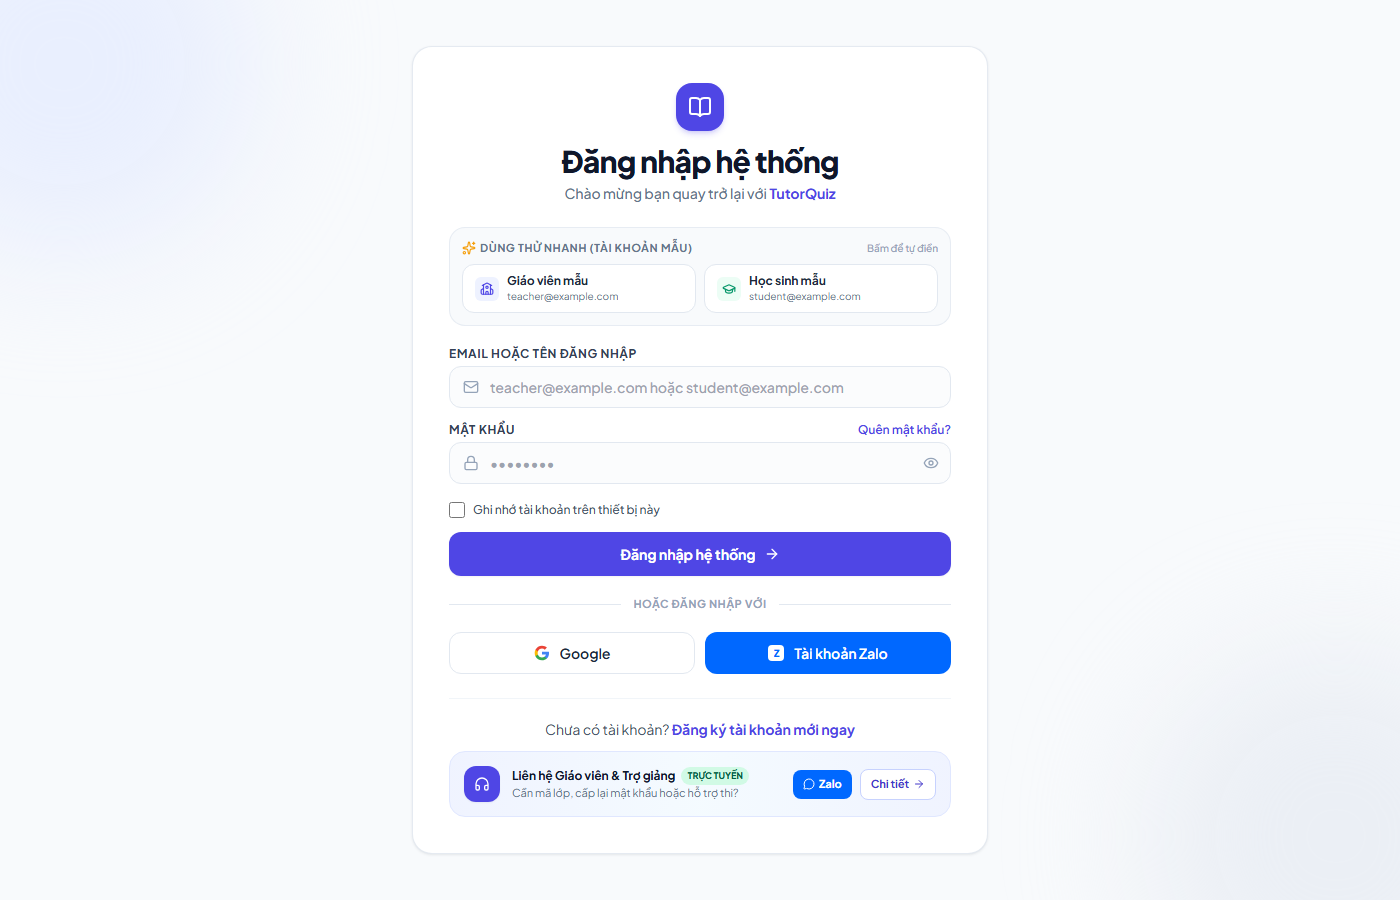 Đăng nhập hệ thống
Chào mừng bạn quay trở lại với TutorQuiz
DÙNG THỬ NHANH (TÀI KHOẢN MẪU)
Bấm để tự điền
Giáo viên mẫu
teacher@example.com
Học sinh mẫu
student@example.com
EMAIL HOẶC TÊN ĐĂNG NHẬP
teacher@example.com hoặc student@example.com
MẬT KHẨU
Quên mật khẩu?
Ghi nhớ tài khoản trên thiết bị này
Đăng nhập hệ thống
HOẶC ĐĂNG NHẬP VỚI
Google
Z Tài khoản Zalo
Chưa có tài khoản? Đăng ký tài khoản mới ngay
Liên hệ Giáo viên & Trợ giảng TRỰC TUYẾN
Cần mã lớp, cấp lại mật khẩu hoặc hỗ trợ thi?
Zalo
Chi tiết